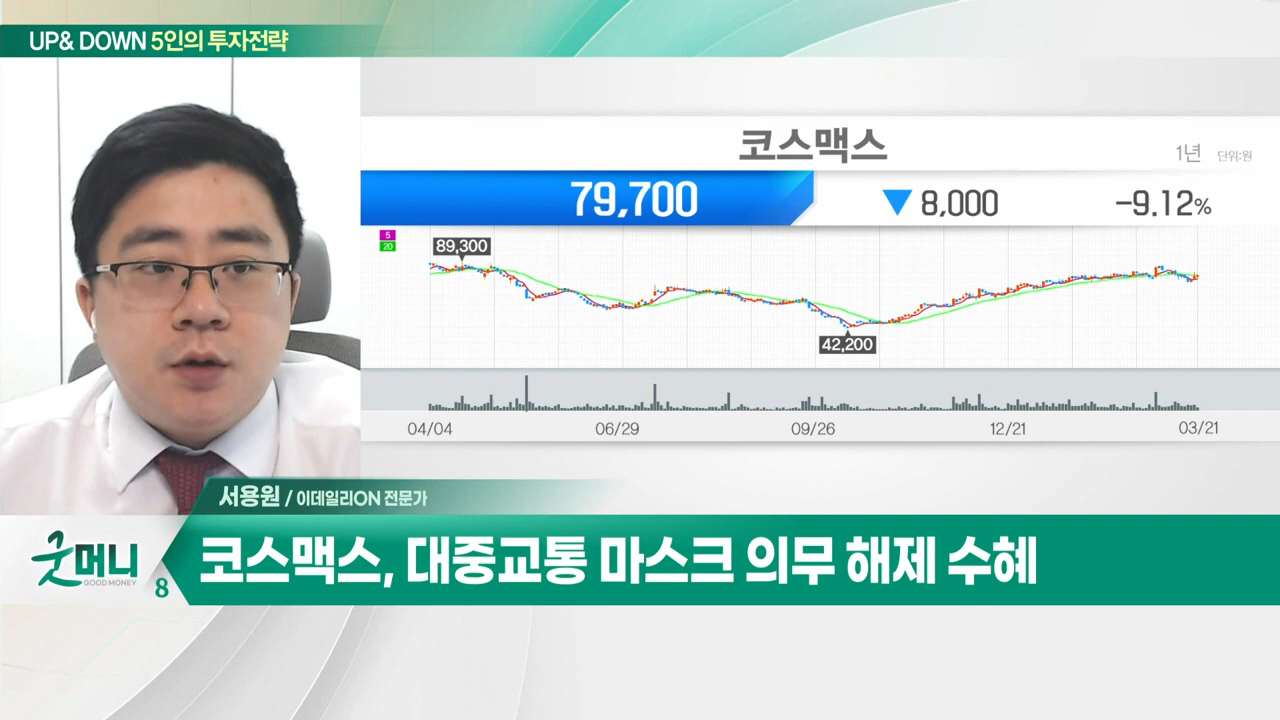 UP& DOWN 5인의 투자전략
코스맥스
1년 단위:원
79,700 ▼ 8,000 -9.12%
5
20
89,300
42,200
04/04 06/29 09/26 12/21 03/21
서용원 / 이데일리ON 전문가
굿머니
GOOD MONEY
8
코스맥스, 대중교통 마스크 의무 해제 수혜